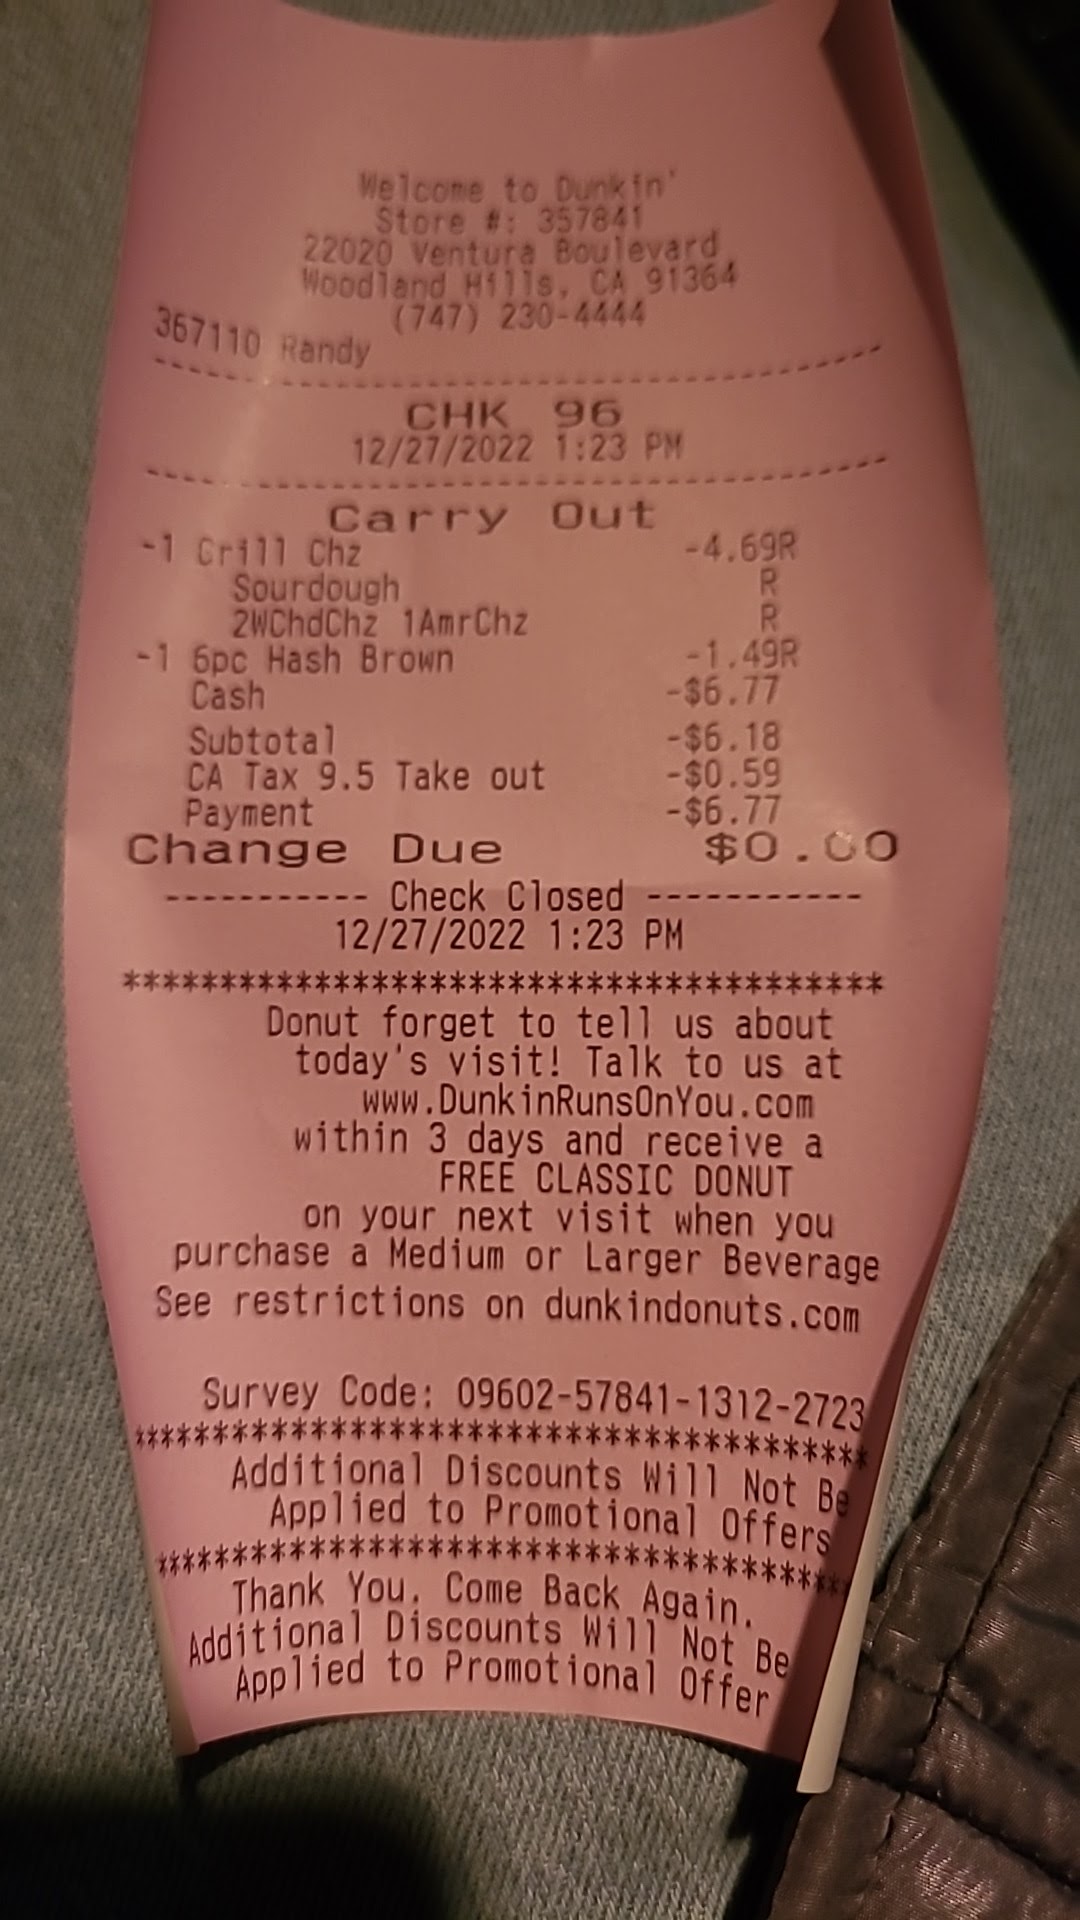 Welcome to Dunkin'
Store #: 357841
22020 Ventura Boulevard
Woodland Hills, CA 91364
(747) 230-4444
367110 Randy
----------------------------------------
CHK 96
12/27/2022 1:23 PM
----------------------------------------
Carry Out
-1 Grill Chz -4.69R
Sourdough R
2WChdChz 1AmrChz R
-1 6pc Hash Brown -1.49R
Cash -$6.77
Subtotal -$6.18
CA Tax 9.5 Take out -$0.59
Payment -$6.77
Change Due $0.00
----------- Check Closed -----------
12/27/2022 1:23 PM
***************************************
Donut forget to tell us about
today's visit! Talk to us at
www.DunkinRunsOnYou.com
within 3 days and receive a
FREE CLASSIC DONUT
on your next visit when you
purchase a Medium or Larger Beverage
See restrictions on dunkindonuts.com
Survey Code: 09602-57841-1312-2723
***************************************
Additional Discounts Will Not Be
Applied to Promotional Offers
***************************************
Thank You. Come Back Again.
Additional Discounts Will Not Be
Applied to Promotional Offer